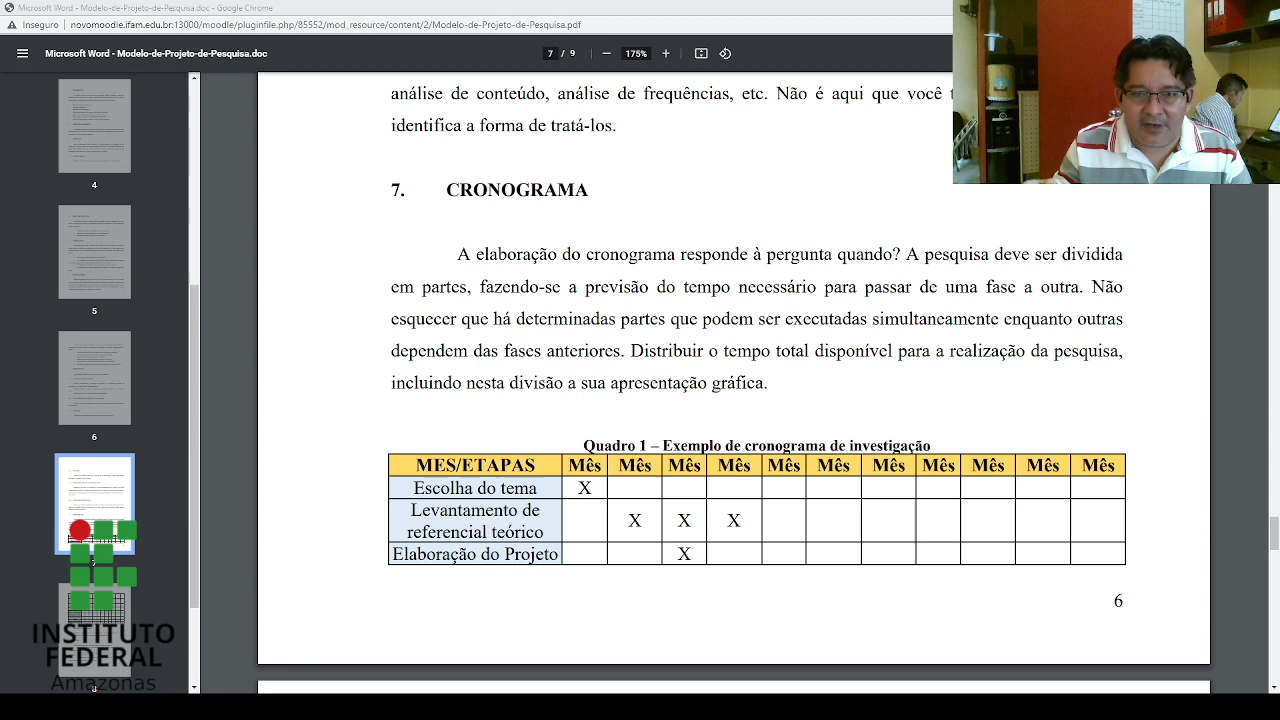 Microsoft Word - Modelo-de-Projeto-de-Pesquisa.doc - Google Chrome
Inseguro | novomoodle.ifam.edu.br:13000/moodle/pluginfile.php/85552/mod_resource/content/2/Modelo-de-Projeto-de-Pesquisa.pdf
Microsoft Word - Modelo-de-Projeto-de-Pesquisa.doc 7 / 9 175%
análise de conteúdo, análise de frequências, etc. Não é aqui que você
identifica a forma de tratá-los.
7. CRONOGRAMA
A elaboração do cronograma responde à pergunta quando? A pesquisa deve ser dividida
em partes, fazendo-se a previsão do tempo necessário para passar de uma fase a outra. Não
esquecer que há determinadas partes que podem ser executadas simultaneamente enquanto outras
dependem das fases anteriores. Distribuir o tempo total disponível para a realização da pesquisa,
incluindo nesta divisão a sua apresentação gráfica.
Quadro 1 – Exemplo de cronograma de investigação
MES/ETAPAS Mês Mês Mês Mês Mês Mês Mês Mês Mês Mês Mês
Escolha do tema X
Levantamento de
referencial teórico X X X
Elaboração do Projeto X
6
4
5
6
8
INSTITUTO
FEDERAL
Amazonas